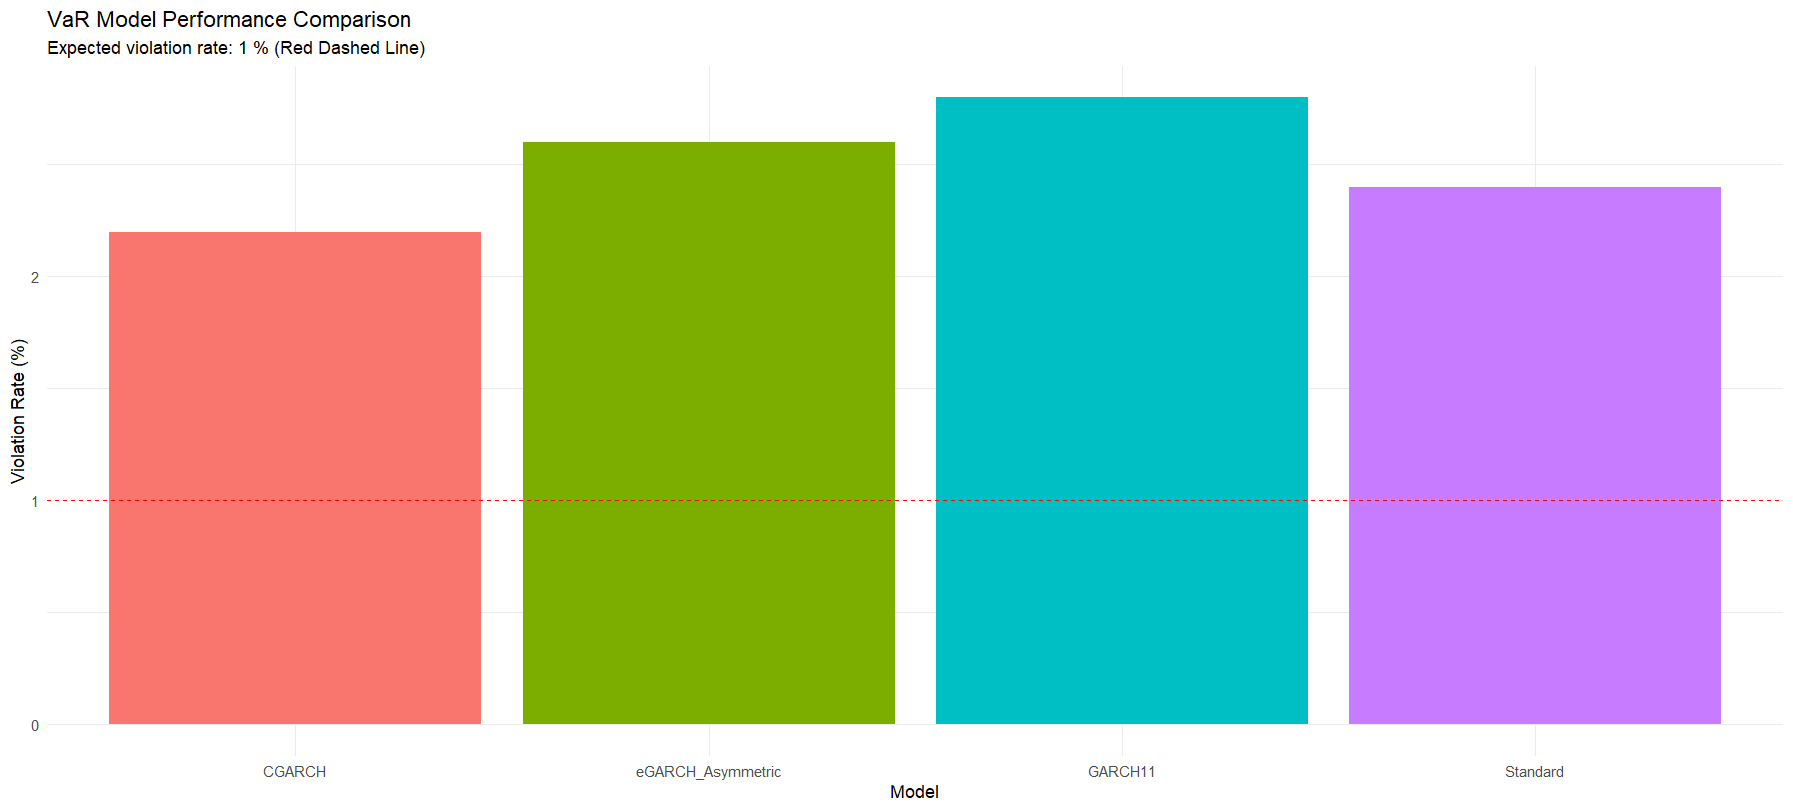 VaR Model Performance Comparison
Expected violation rate: 1 % (Red Dashed Line)
Violation Rate (%)
2
1
0
CGARCH
eGARCH_Asymmetric
GARCH11
Standard
Model